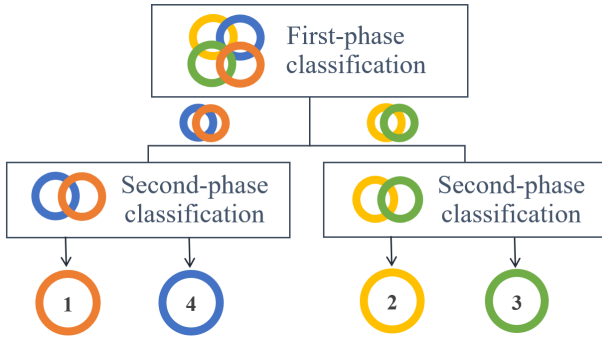 First-phase
classification
Second-phase
classification
Second-phase
classification
1
4
2
3